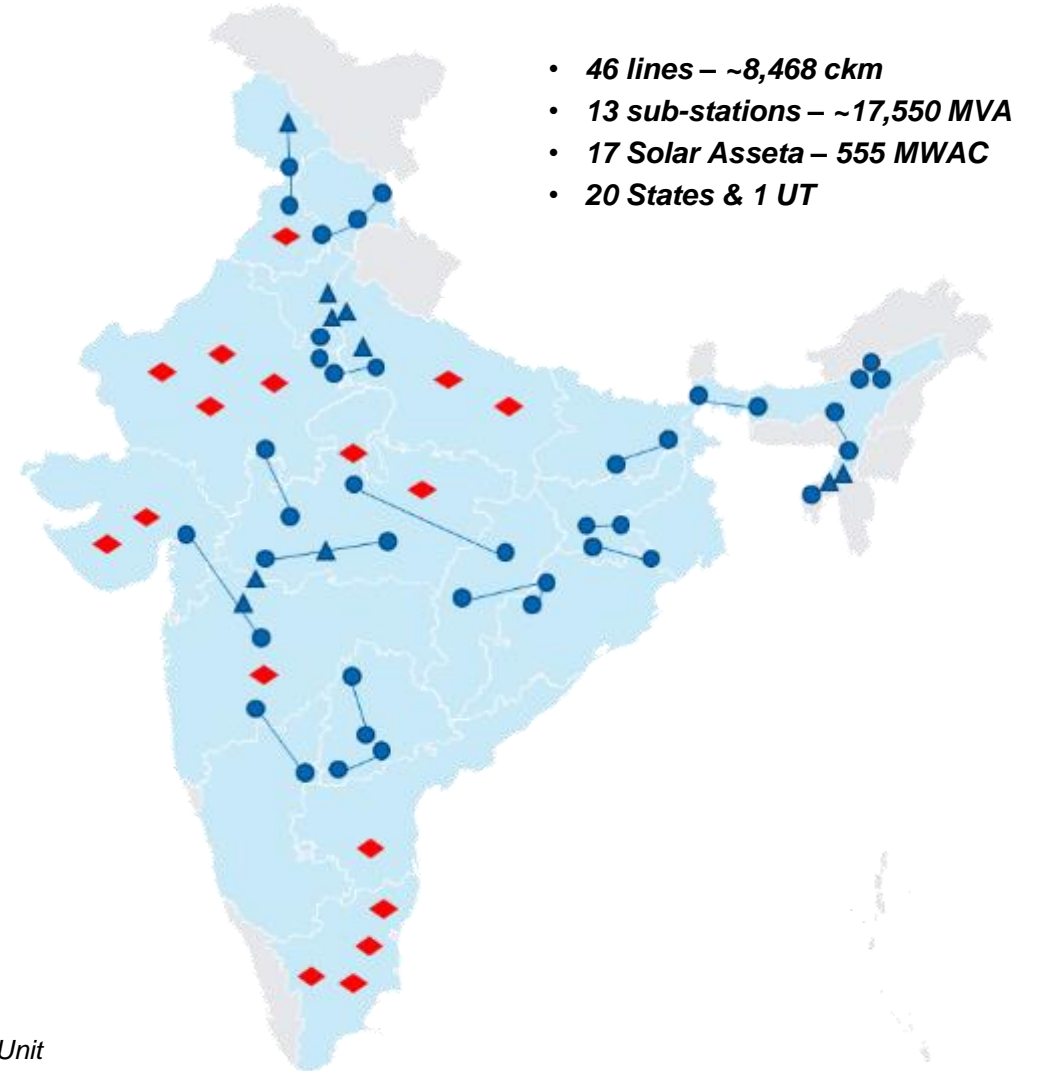 • 46 lines – ~8,468 ckm
• 13 sub-stations – ~17,550 MVA
• 17 Solar Asseta – 555 MWAC
• 20 States & 1 UT
Unit